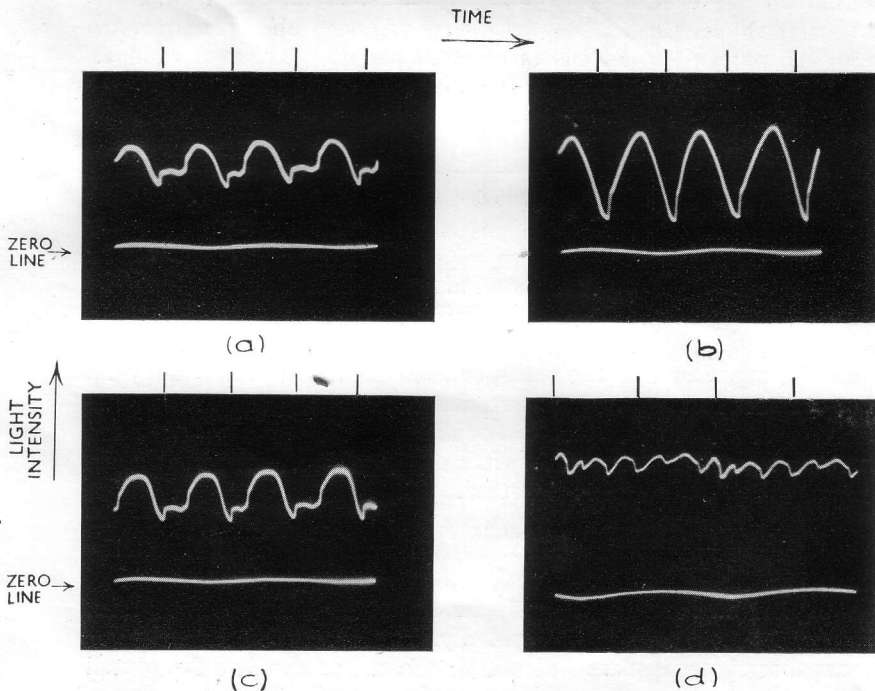 TIME
ZERO
LINE
(a)
(b)
LIGHT
INTENSITY
ZERO
LINE
(c)
(d)